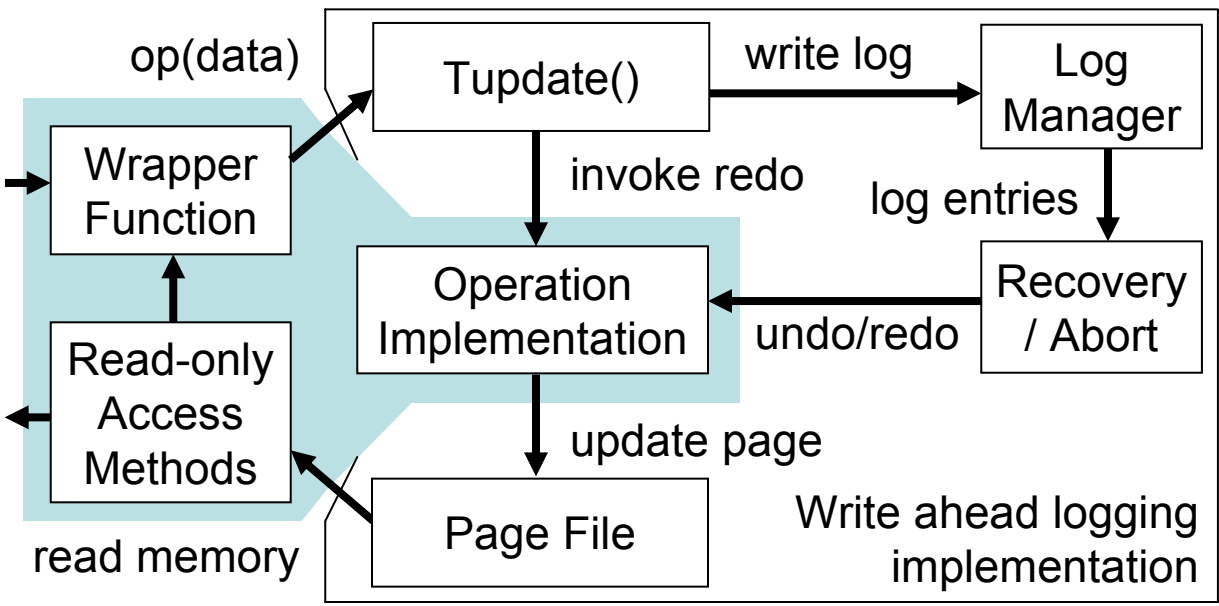 op(data)
Tupdate()
write log
Log
Manager
Wrapper
Function
invoke redo
log entries
Operation
Implementation
Recovery
/ Abort
undo/redo
Read-only
Access
Methods
update page
Page File
read memory
Write ahead logging
implementation